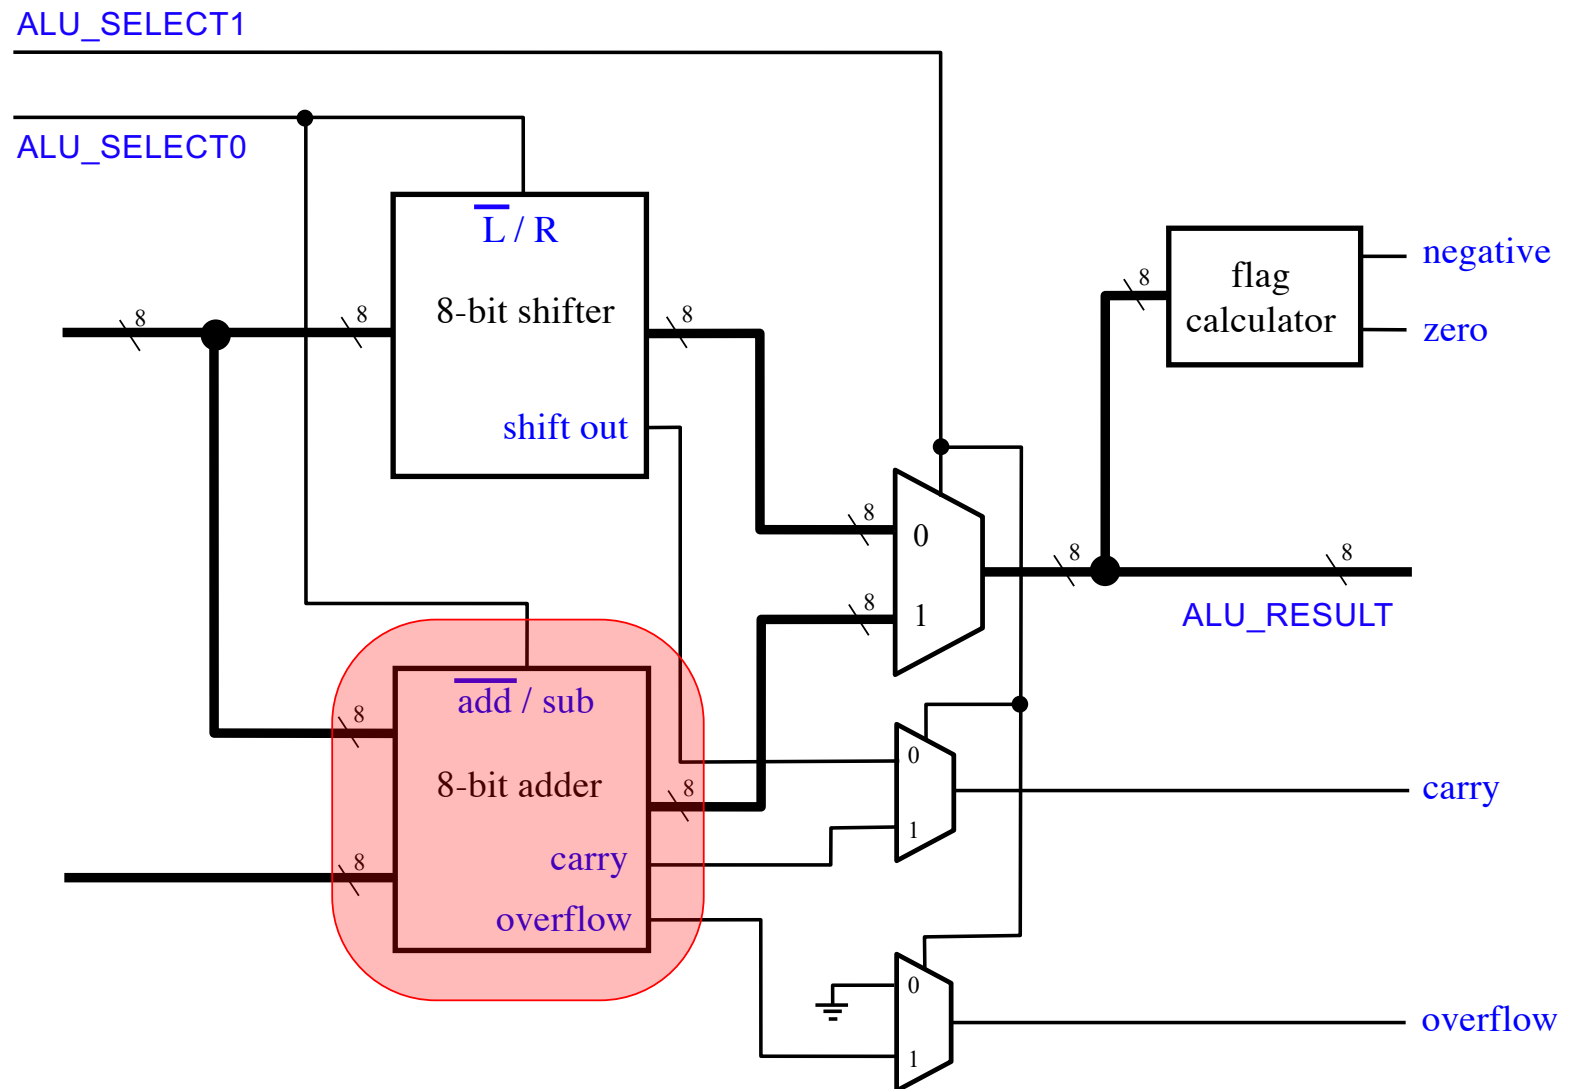 ALU_SELECT1
ALU_SELECT0
L / R
8-bit shifter
shift out
8
8
8
add / sub
8-bit adder
carry
overflow
8
8
8
8
8
0
1
0
1
0
1
8
8
8
ALU_RESULT
flag
calculator
negative
zero
carry
overflow